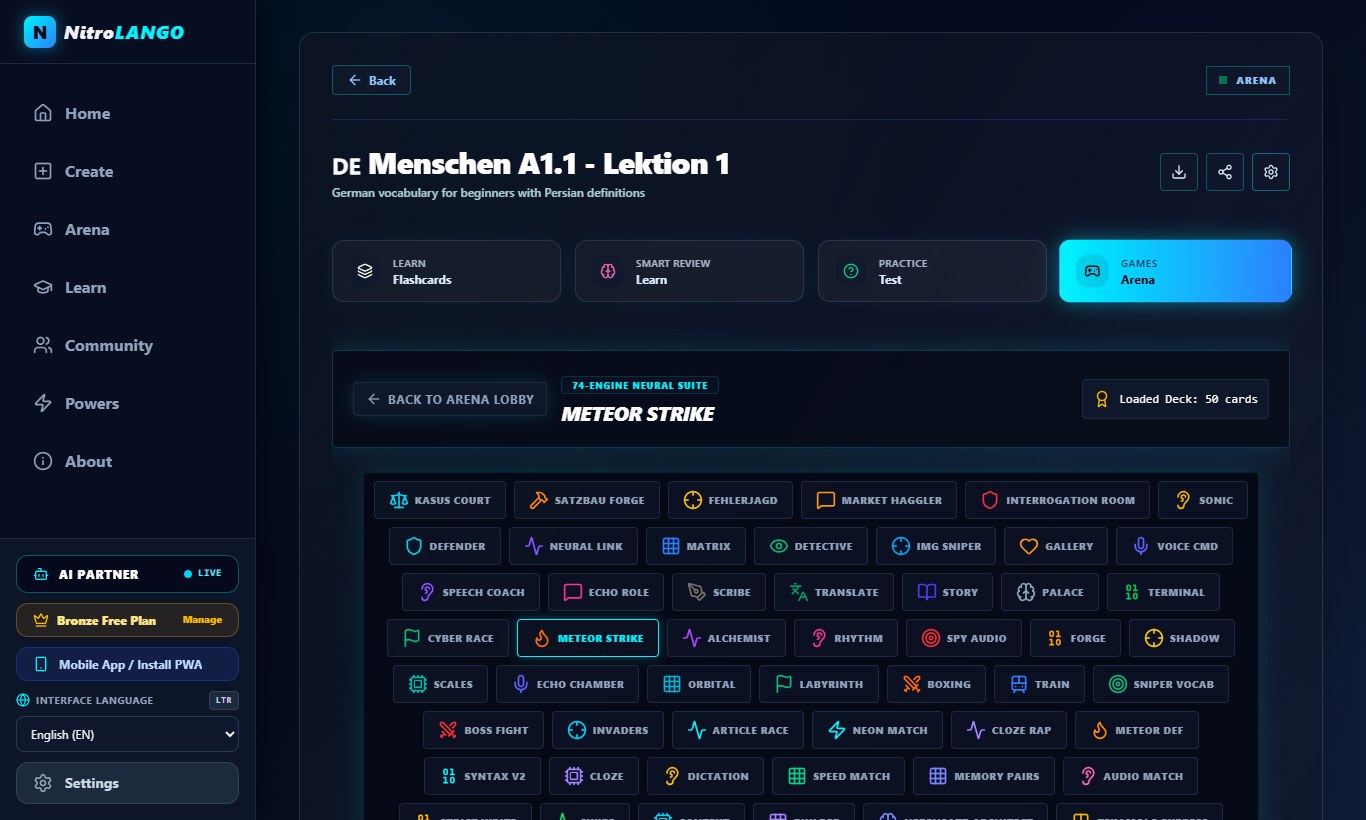 N NitroLANGO
Home
Create
Arena
Learn
Community
Powers
About
AI PARTNER LIVE
Bronze Free Plan Manage
Mobile App / Install PWA
INTERFACE LANGUAGE LTR
English (EN)
Settings
Back
ARENA
DE Menschen A1.1 - Lektion 1
German vocabulary for beginners with Persian definitions
LEARN
Flashcards
SMART REVIEW
Learn
PRACTICE
Test
GAMES
Arena
BACK TO ARENA LOBBY
74-ENGINE NEURAL SUITE
METEOR STRIKE
Loaded Deck: 50 cards
KASUS COURT SATZBAU FORGE FEHLERJAGD MARKET HAGGLER INTERROGATION ROOM SONIC
DEFENDER NEURAL LINK MATRIX DETECTIVE IMG SNIPER GALLERY VOICE CMD
SPEECH COACH ECHO ROLE SCRIBE TRANSLATE STORY PALACE TERMINAL
CYBER RACE METEOR STRIKE ALCHEMIST RHYTHM SPY AUDIO FORGE SHADOW
SCALES ECHO CHAMBER ORBITAL LABYRINTH BOXING TRAIN SNIPER VOCAB
BOSS FIGHT INVADERS ARTICLE RACE NEON MATCH CLOZE RAP METEOR DEF
SYNTAX V2 CLOZE DICTATION SPEED MATCH MEMORY PAIRS AUDIO MATCH